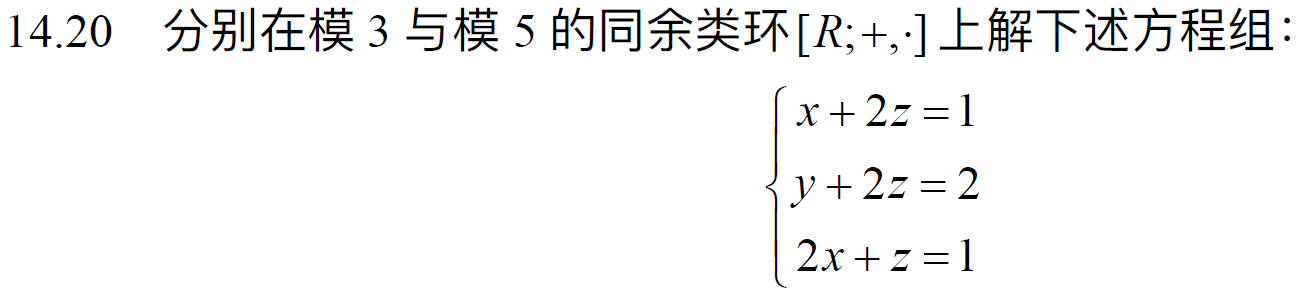 14.20 分别在模 3 与模 5 的同余类环[R;+,·]上解下述方程组：
x + 2z = 1
y + 2z = 2
2x + z = 1